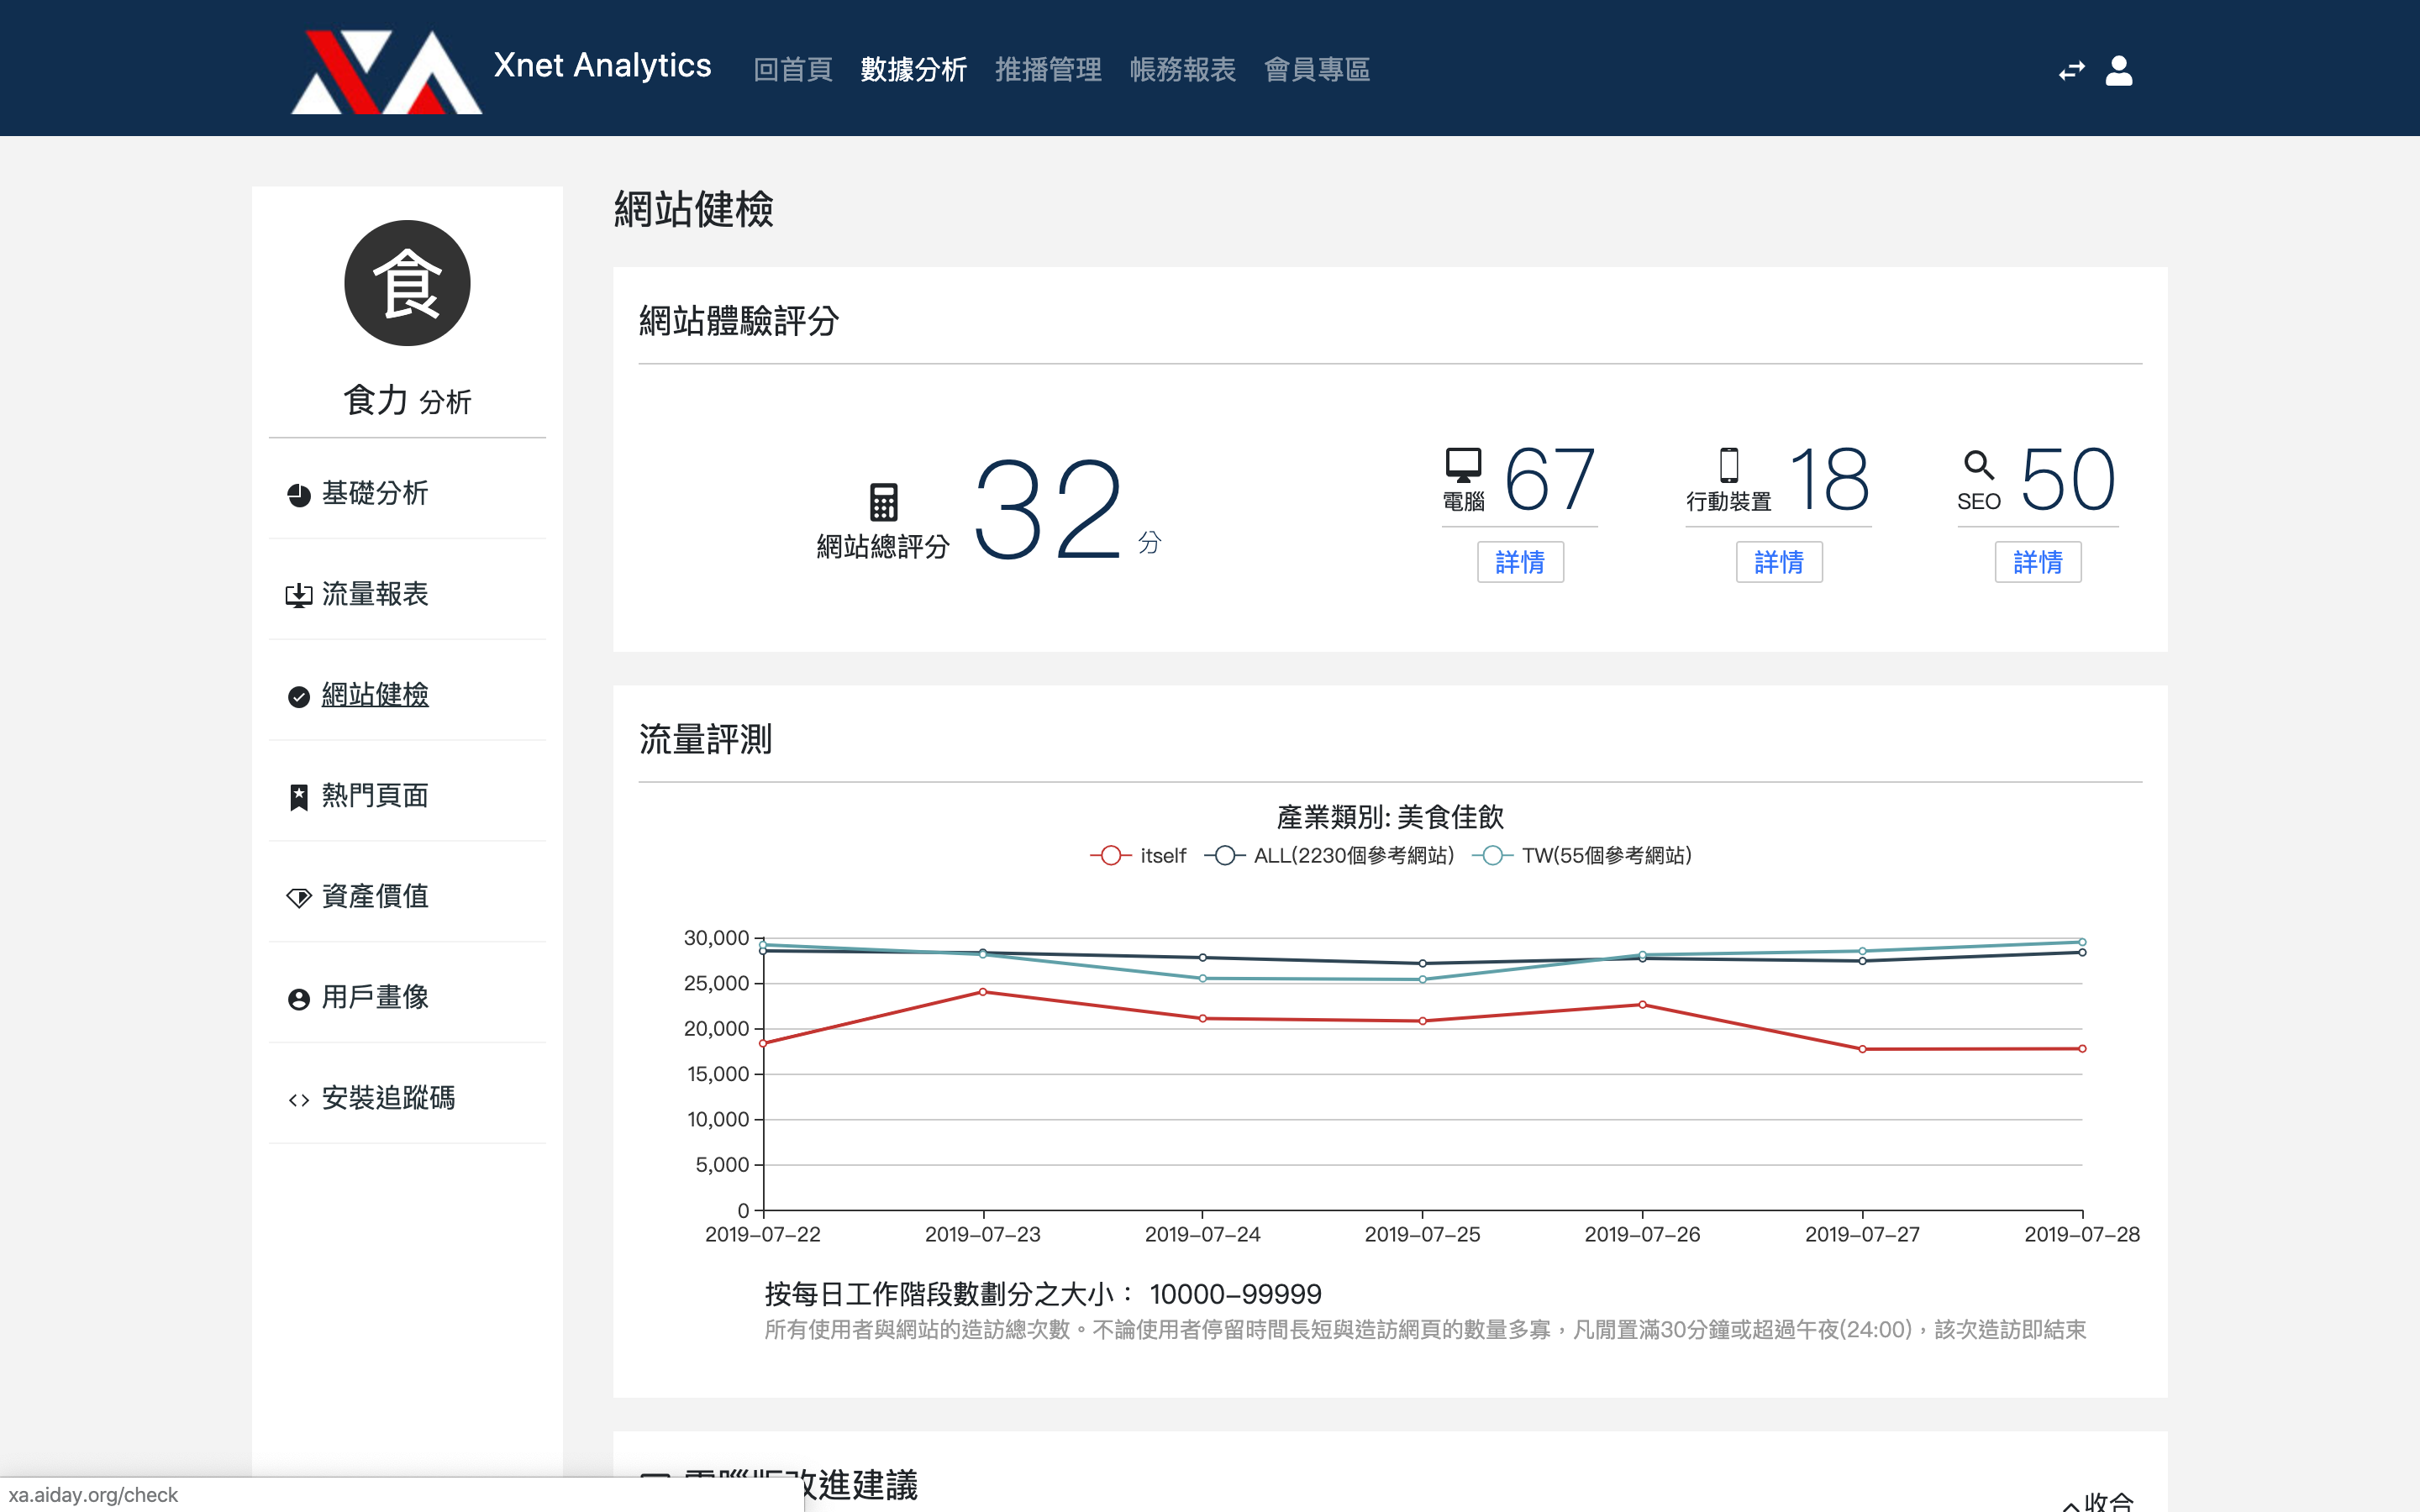 Xnet Analytics 回首頁 數據分析 推播管理 帳務報表 會員專區
食
食力 分析
基礎分析
流量報表
網站健檢
熱門頁面
資產價值
用戶畫像
安裝追蹤碼
網站健檢
網站體驗評分
網站總評分 32 分
電腦 67
詳情
行動裝置 18
詳情
SEO 50
詳情
流量評測
產業類別: 美食佳飲
itself ALL(2230個參考網站) TW(55個參考網站)
30,000
25,000
20,000
15,000
10,000
5,000
0
2019-07-22 2019-07-23 2019-07-24 2019-07-25 2019-07-26 2019-07-27 2019-07-28
按每日工作階段數劃分之大小： 10000-99999
所有使用者與網站的造訪總次數。不論使用者停留時間長短與造訪網頁的數量多寡，凡閒置滿30分鐘或超過午夜(24:00)，該次造訪即結束
電腦版改進建議
收合
xa.aiday.org/check